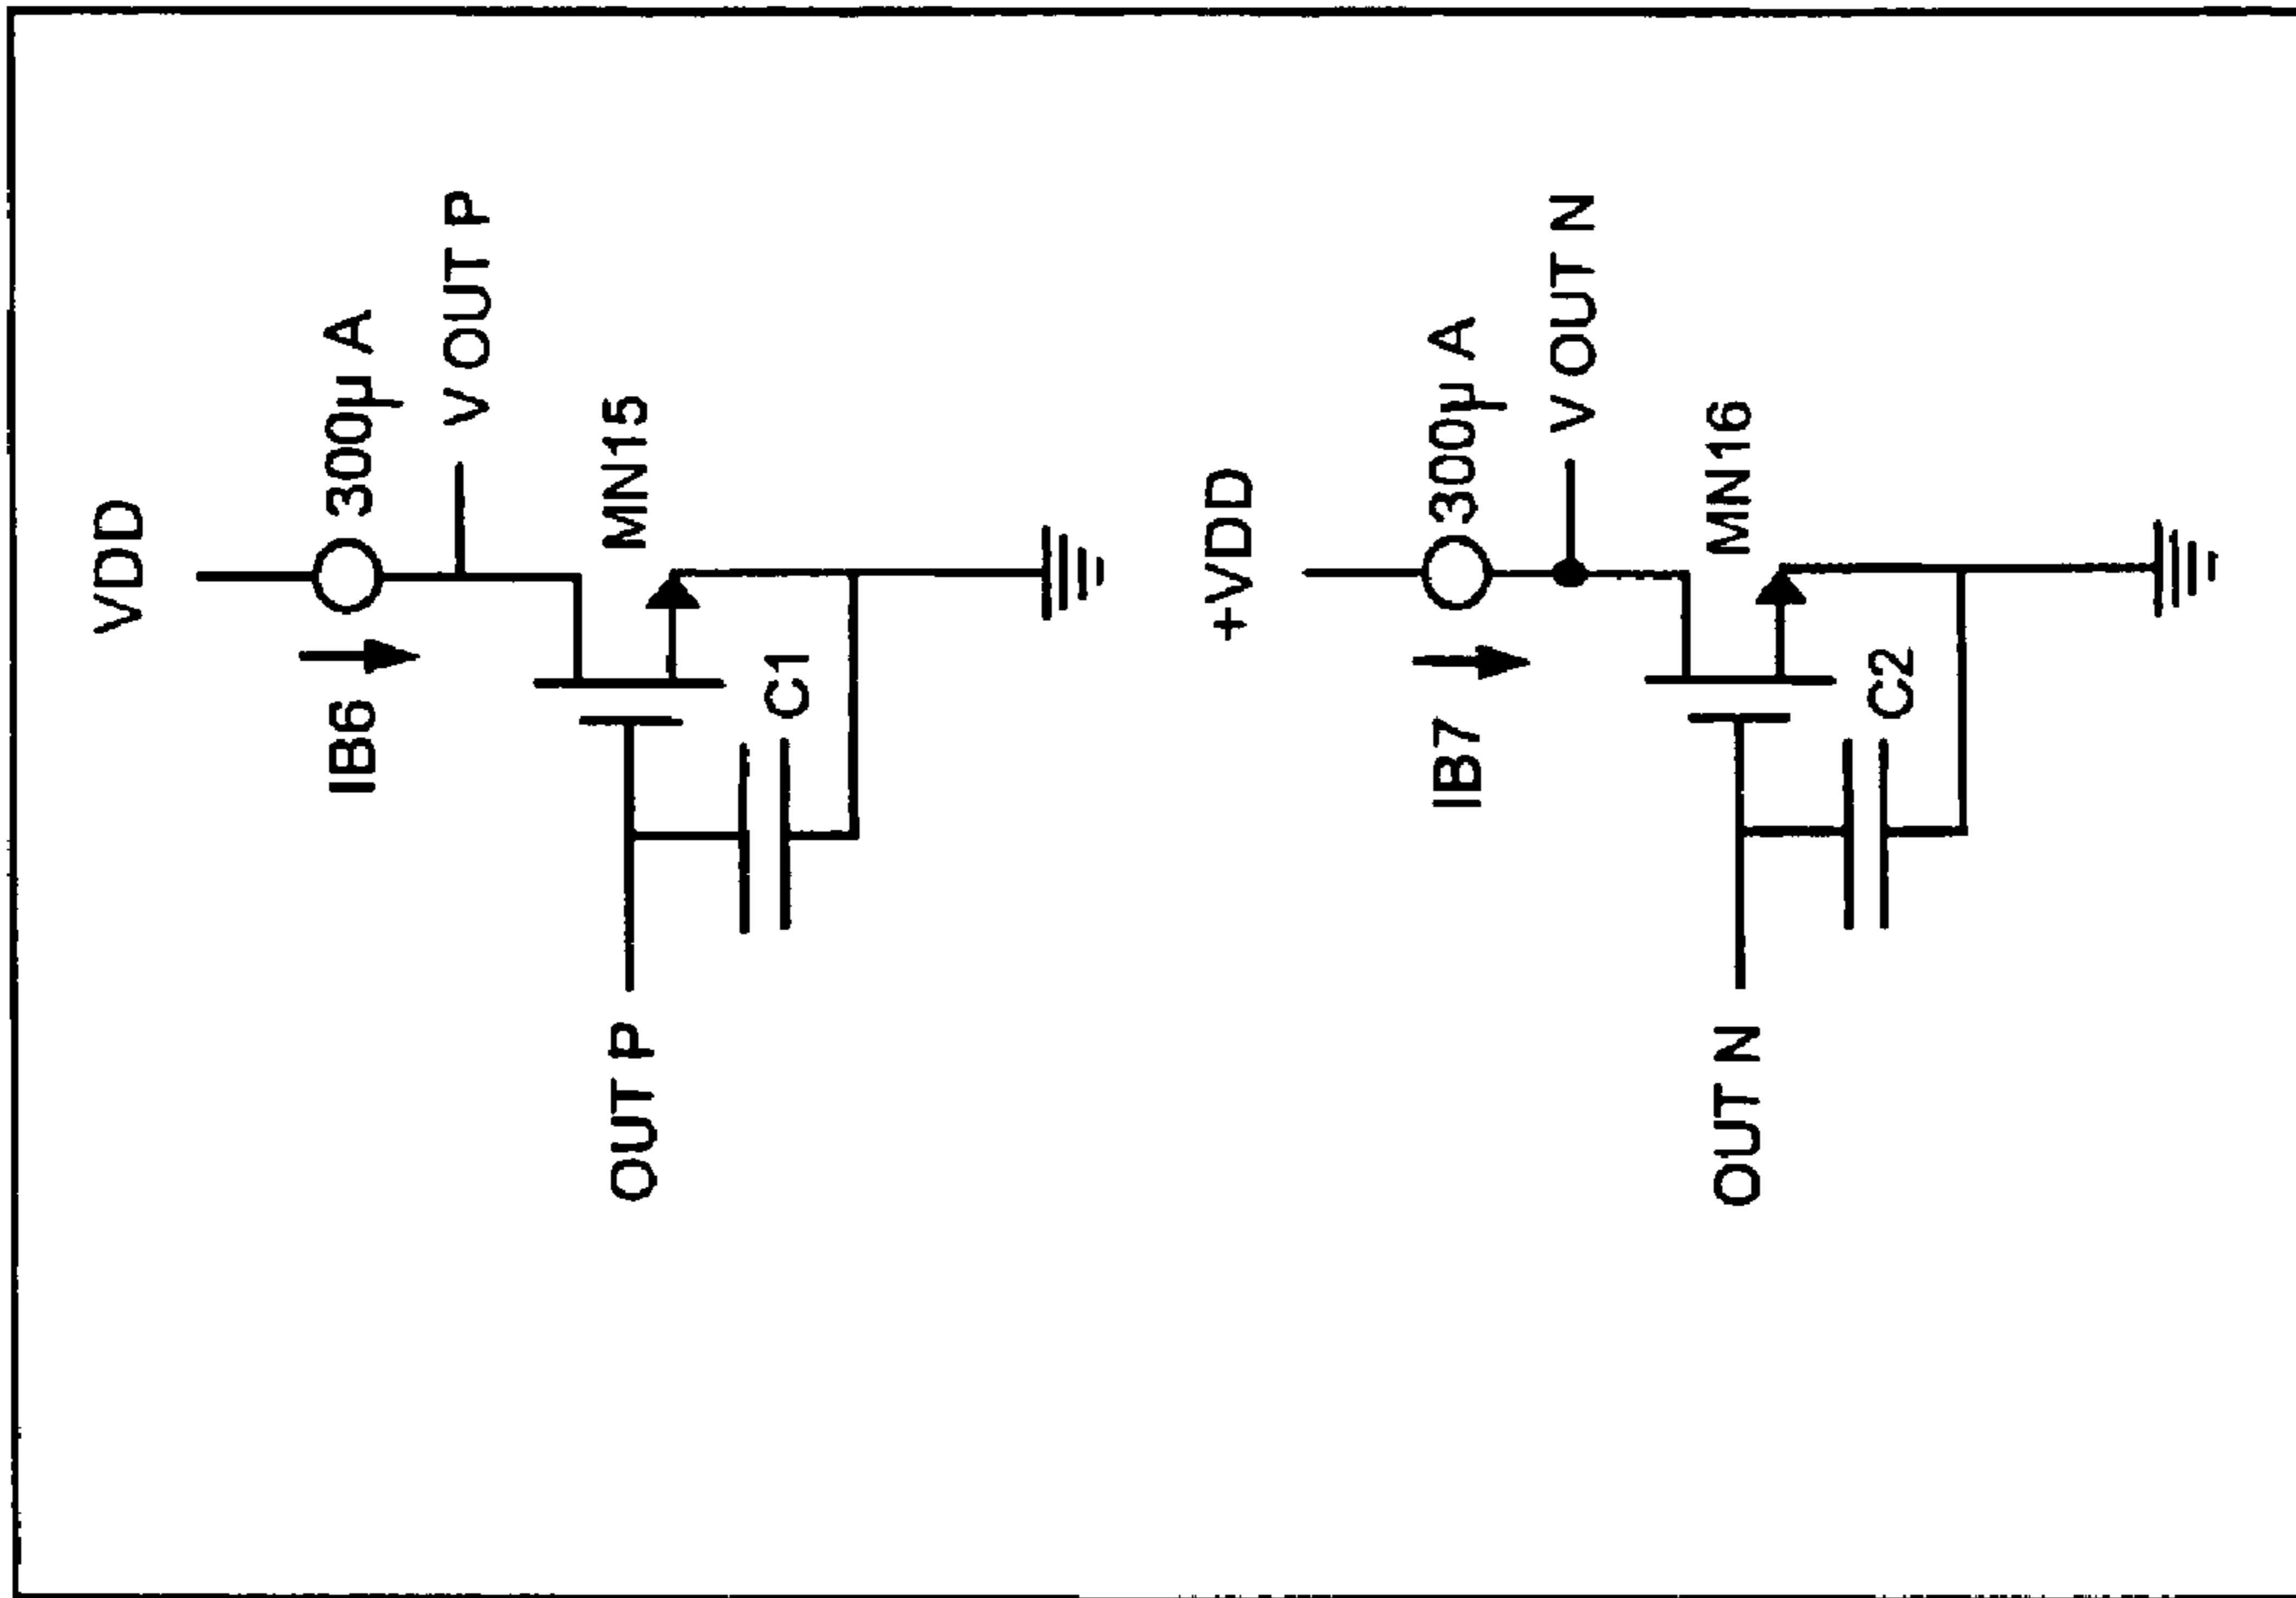 VDD
IB6
300µ A
V OUT P
OUT P
MN15
C1
+VDD
IB7
300µ A
V OUT N
OUT N
MN16
C2